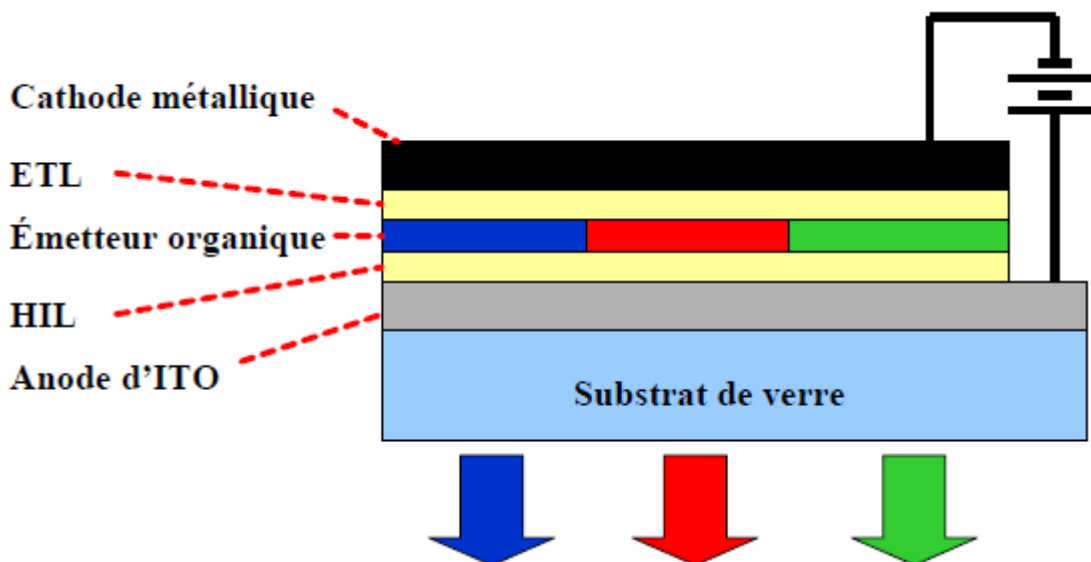 Cathode métallique
ETL
Émetteur organique
HIL
Anode d’ITO
Substrat de verre